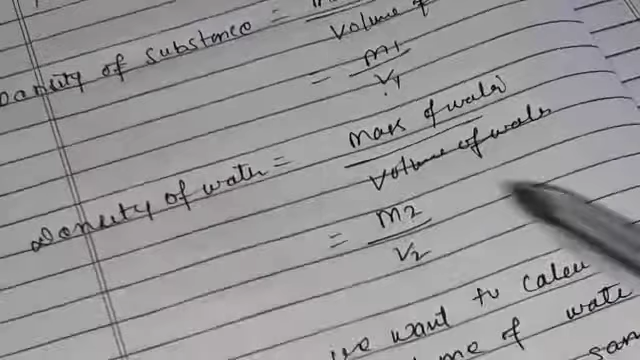 Density of substance = 
Volume of
= m1
V1
Density of water = mass of water
Volume of water
= m2
V2
we want to calcu
of wate